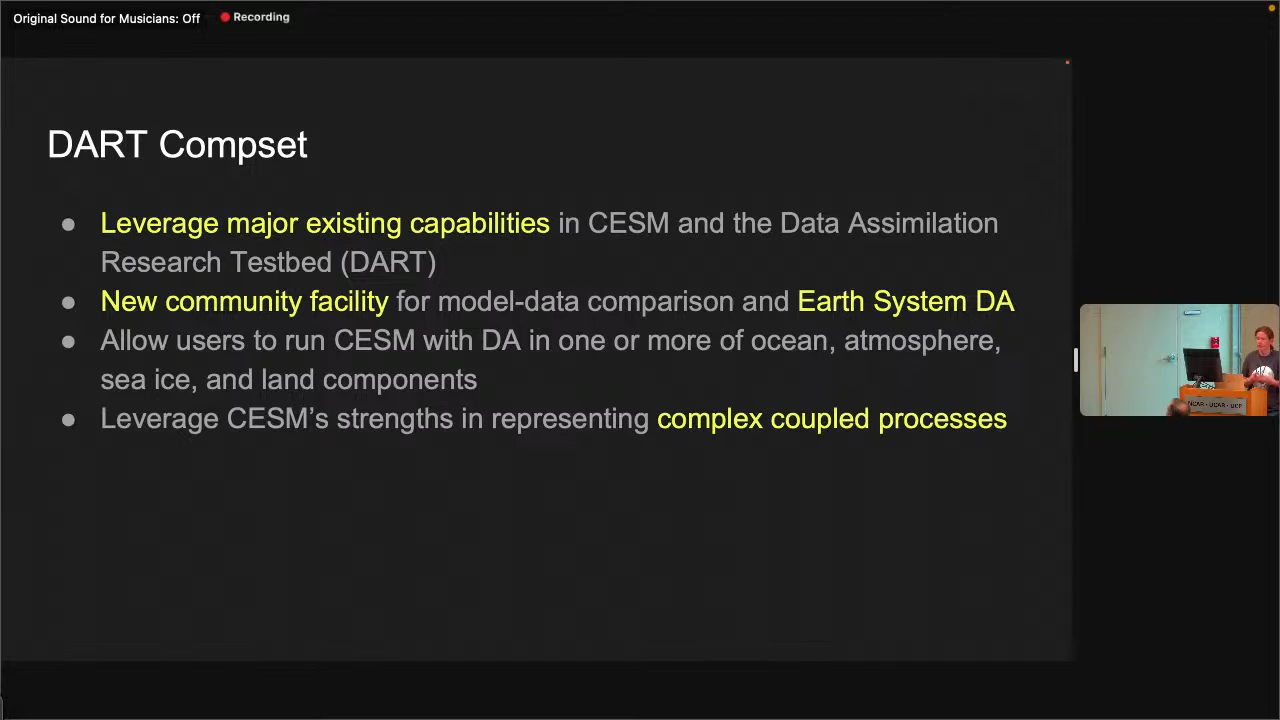 Original Sound for Musicians: Off
Recording
DART Compset
● Leverage major existing capabilities in CESM and the Data Assimilation
Research Testbed (DART)
● New community facility for model-data comparison and Earth System DA
● Allow users to run CESM with DA in one or more of ocean, atmosphere,
sea ice, and land components
● Leverage CESM’s strengths in representing complex coupled processes
NCAR • UCAR • UCP